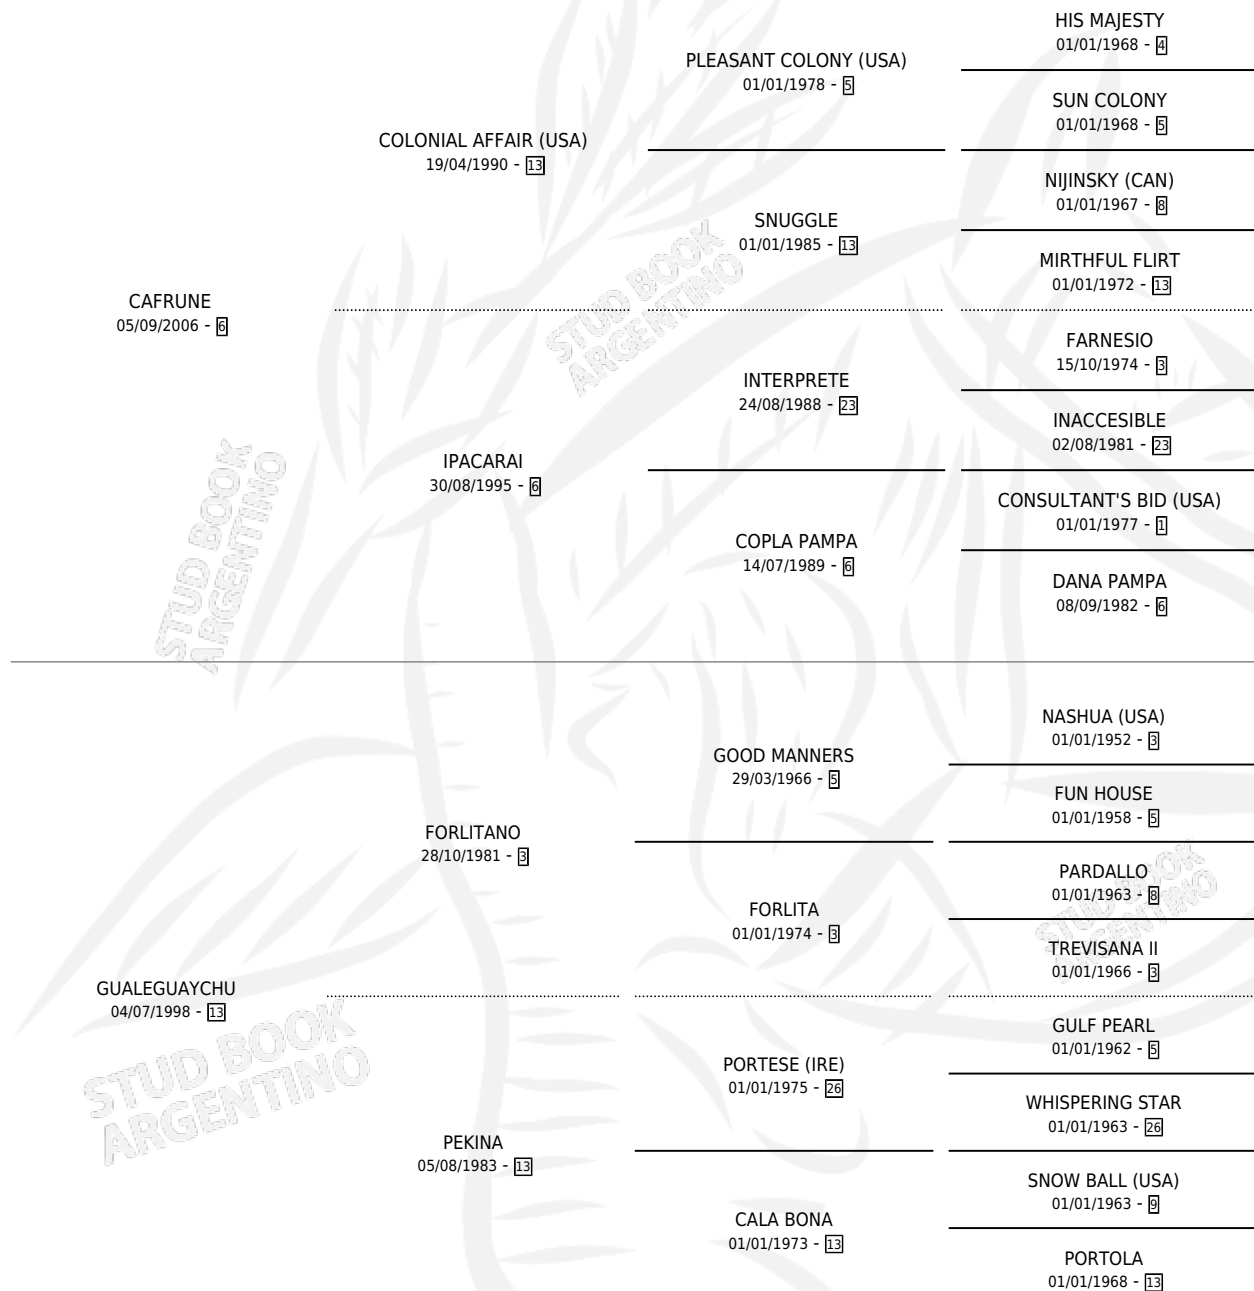 HIS MAJESTY
01/01/1968 - 4
PLEASANT COLONY (USA)
01/01/1978 - 5
SUN COLONY
01/01/1968 - 5
COLONIAL AFFAIR (USA)
19/04/1990 - 13
NIJINSKY (CAN)
01/01/1967 - 8
SNUGGLE
01/01/1985 - 13
MIRTHFUL FLIRT
01/01/1972 - 13
CAFRUNE
05/09/2006 - 6
STUD BOOK
ARGENTINO
FARNESIO
15/10/1974 - 3
INTERPRETE
24/08/1988 - 23
INACCESIBLE
02/08/1981 - 23
IPACARAI
30/08/1995 - 6
CONSULTANT'S BID (USA)
01/01/1977 - 1
COPLA PAMPA
14/07/1989 - 6
DANA PAMPA
08/09/1982 - 6
STUD BOOK
ARGENTINO
NASHUA (USA)
01/01/1952 - 3
GOOD MANNERS
29/03/1966 - 5
FUN HOUSE
01/01/1958 - 5
FORLITANO
28/10/1981 - 3
PARDALLO
01/01/1963 - 8
FORLITA
01/01/1974 - 3
STUD BOOK
ARGENTINO
TREVISANA II
01/01/1966 - 3
GUALEGUAYCHU
04/07/1998 - 13
STUD BOOK
ARGENTINO
GULF PEARL
01/01/1962 - 5
PORTESE (IRE)
01/01/1975 - 26
WHISPERING STAR
01/01/1963 - 26
PEKINA
05/08/1983 - 13
SNOW BALL (USA)
01/01/1963 - 9
CALA BONA
01/01/1973 - 13
PORTOLA
01/01/1968 - 13